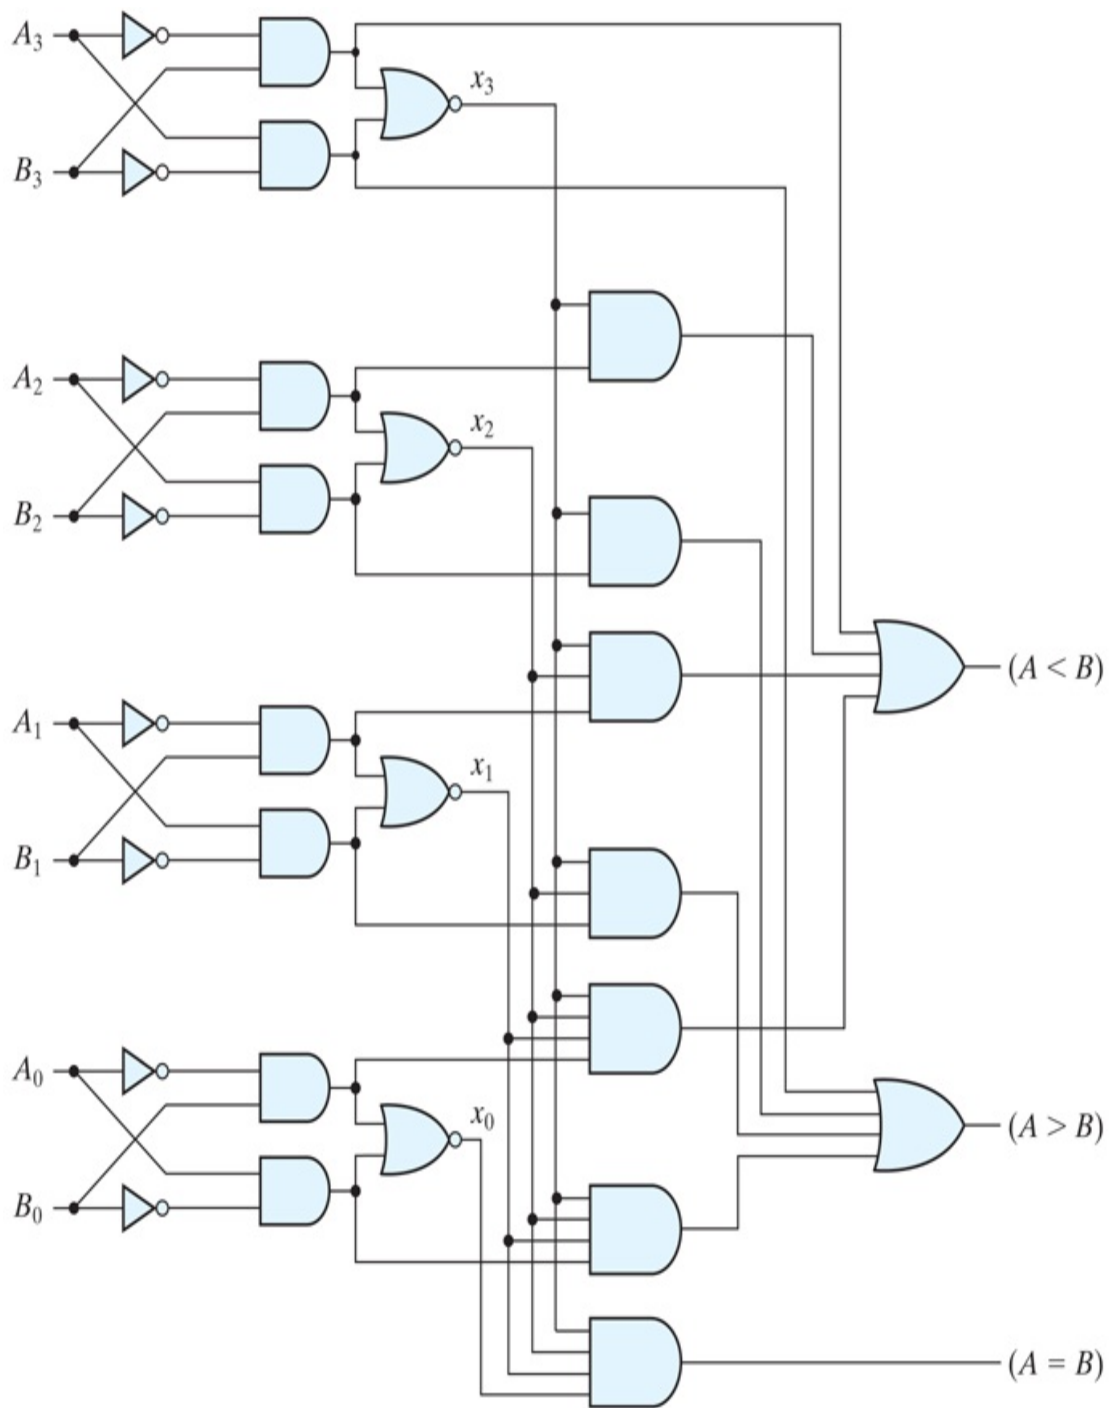 A₃
x₃
B₃
A₂
x₂
B₂
(A < B)
A₁
x₁
B₁
A₀
x₀
(A > B)
B₀
(A = B)